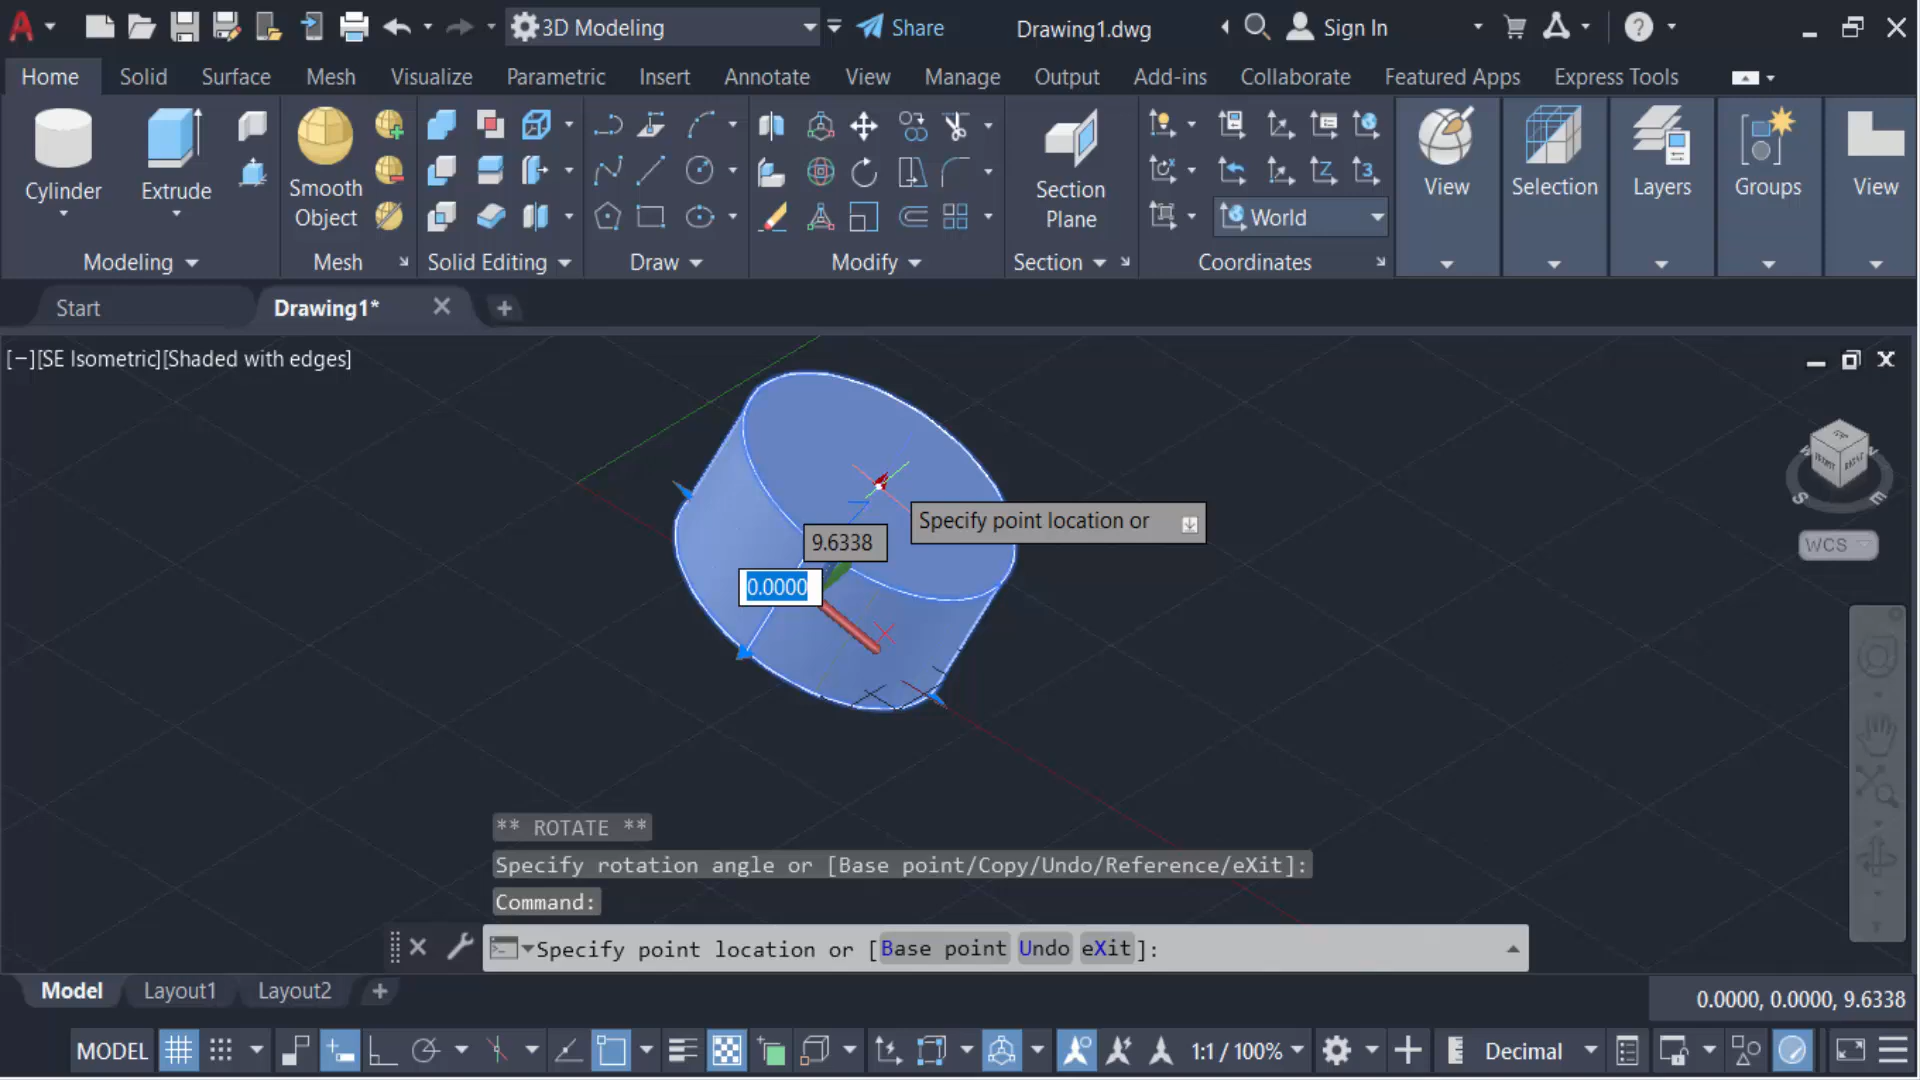 3D Modeling
Share
Drawing1.dwg
Sign In
Home Solid Surface Mesh Visualize Parametric Insert Annotate View Manage Output Add-ins Collaborate Featured Apps Express Tools
Cylinder
Extrude
Smooth
Object
Section
Plane
World
View
Selection
Layers
Groups
View
Modeling
Mesh
Solid Editing
Draw
Modify
Section
Coordinates
Start
Drawing1*
[−][SE Isometric][Shaded with edges]
S
E
WCS
Specify point location or
9.6338
0.0000
** ROTATE **
Specify rotation angle or [Base point/Copy/Undo/Reference/eXit]:
Command:
Specify point location or [Base point Undo eXit]:
Model
Layout1
Layout2
0.0000, 0.0000, 9.6338
MODEL
1:1 / 100%
Decimal